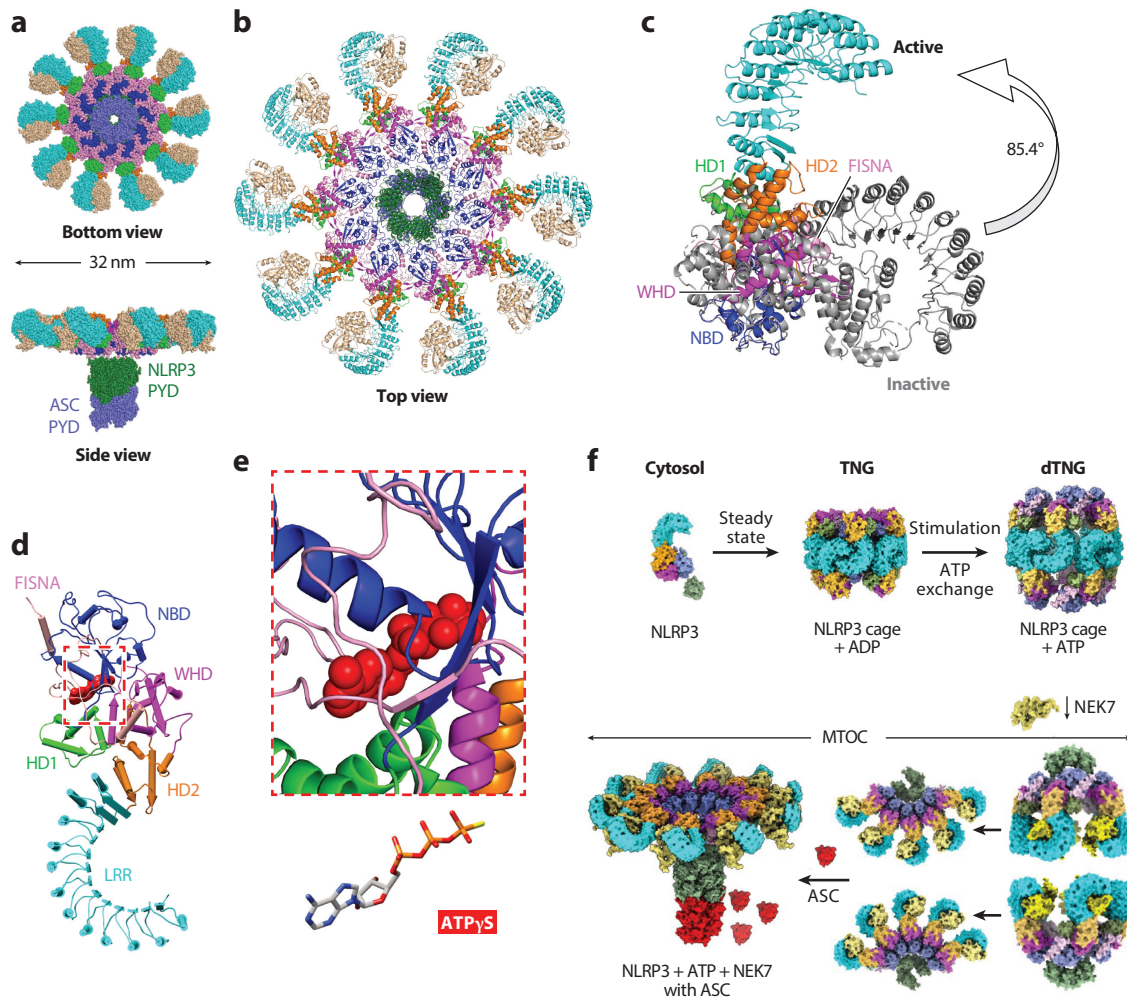 a
Bottom view
32 nm
NLRP3
PYD
ASC
PYD
Side view
b
Top view
c
Active
HD1
HD2
FISNA
85.4°
WHD
NBD
Inactive
d
FISNA
NBD
WHD
HD1
HD2
LRR
e
ATPγS
f
Cytosol
TNG
dTNG
Steady
state
Stimulation
ATP
exchange
NLRP3
NLRP3 cage
+ ADP
NLRP3 cage
+ ATP
NEK7
MTOC
ASC
NLRP3 + ATP + NEK7
with ASC